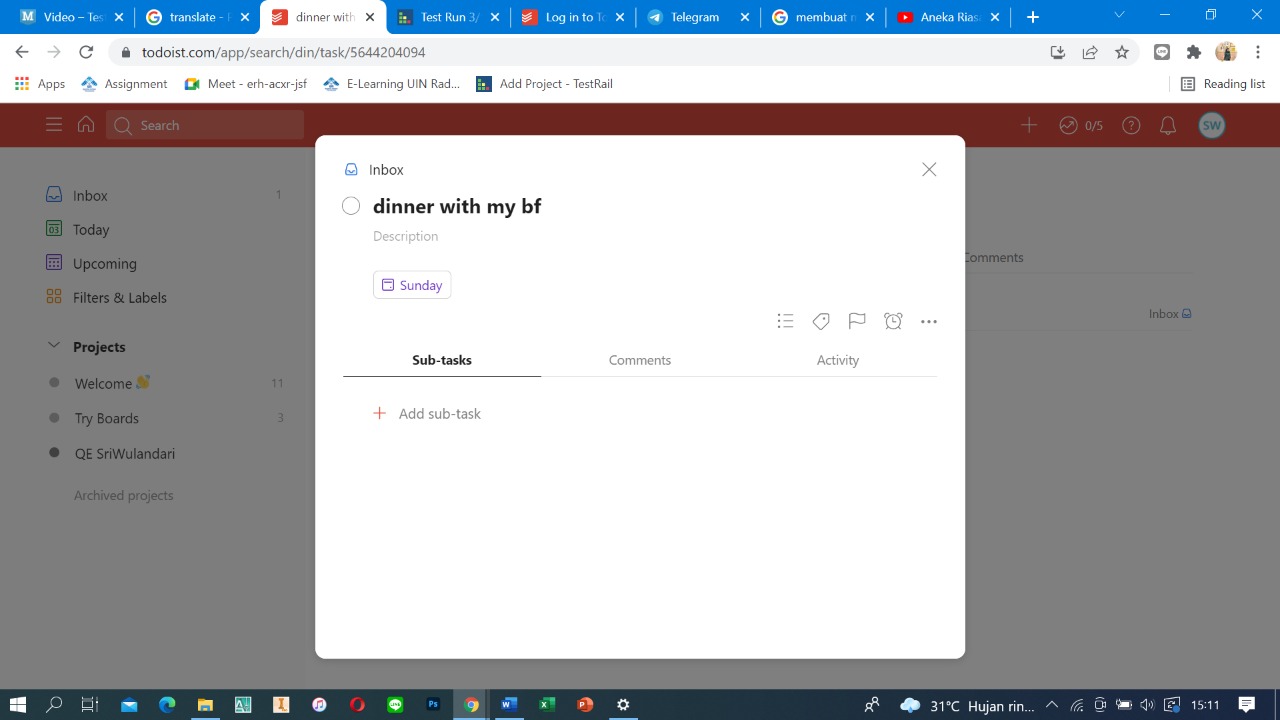 Video – Tes
translate - E
dinner with
Test Run 3/
Log in to To
Telegram
membuat n
Aneka Rias
todoist.com/app/search/din/task/5644204094
Apps
Assignment
Meet - erh-acxr-jsf
E-Learning UIN Rad...
Add Project - TestRail
Reading list
Search
0/5
SW
Inbox
1
03
Today
Upcoming
Filters & Labels
Projects
Welcome 👋
11
Try Boards
3
QE SriWulandari
Archived projects
Inbox
dinner with my bf
Description
Sunday
Sub-tasks
Comments
Activity
Add sub-task
Comments
Inbox
31°C Hujan rin...
15:11